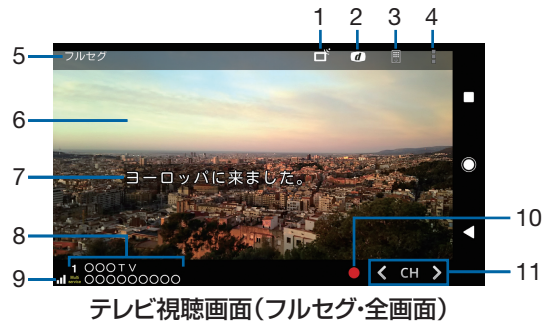 1 2 3 4
5 フルセグ
d
6
7 ヨーロッパに来ました。
8
10
1 〇〇〇TV
9 〇〇〇〇〇〇〇〇〇
CH 11
テレビ視聴画面(フルセグ・全画面)